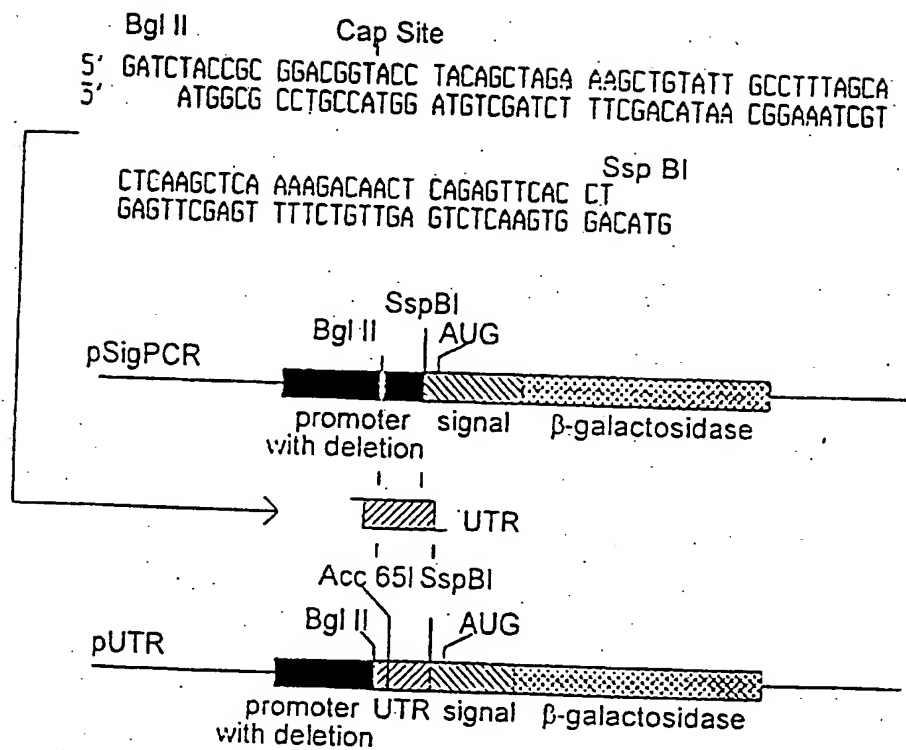 Bgl II Cap Site
5' GATCTACCGC GGACGGTACC TACAGCTAGA AAGCTGTATT GCCTTTAGCA
3' ATGGCG CCTGCCATGG ATGTCGATCT TTCGACATAA CGGAAATCGT
Ssp BI
CTCAAGCTCA AAAGACAACT CAGAGTTCAC CT
GAGTTCGAGT TTTCTGTTGA GTCTCAAGTG GACATG
SspBI
Bgl II AUG
pSigPCR
promoter signal β-galactosidase
with deletion
UTR
Acc 65I SspBI
Bgl II AUG
pUTR
promoter UTR signal β-galactosidase
with deletion